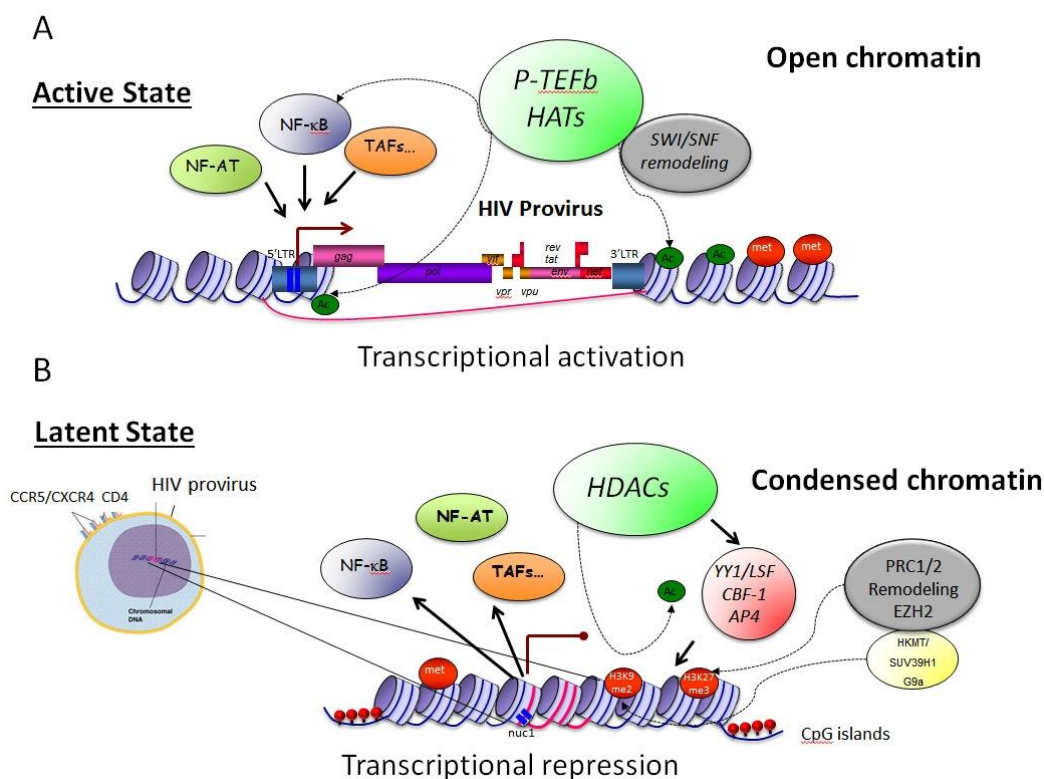 A
Active State
Open chromatin
P-TEFb
HATs
NF-κB
TAFs...
NF-AT
SWI/SNF
remodeling
HIV Provirus
5'LTR
gag
pol
vif
vpr
vpu
rev
tat
env
nef
3'LTR
Ac
Ac
Ac
met
met
Transcriptional activation
B
Latent State
Condensed chromatin
CCR5/CXCR4 CD4
HIV provirus
Chromosomal
DNA
NF-κB
NF-AT
TAFs...
HDACs
Ac
YY1/LSF
CBF-1
AP4
PRC1/2
Remodeling
EZH2
HKMT/
SUV39H1
G9a
met
H3K9
me2
H3K27
me3
nuc1
CpG islands
Transcriptional repression